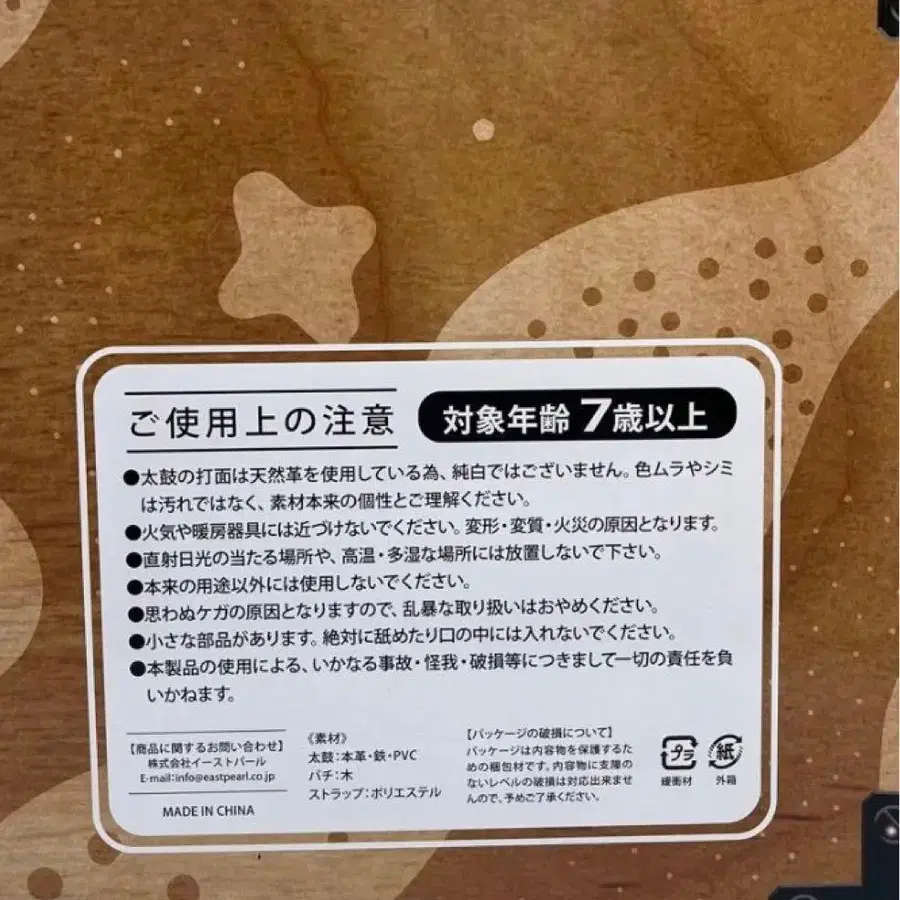 ご使用上の注意
対象年齢 7歳以上
●太鼓の打面は天然革を使用している為、純白ではございません。色ムラやシミ
は汚れではなく、素材本来の個性とご理解ください。
●火気や暖房器具には近づけないでください。変形・変質・火災の原因となります。
●直射日光の当たる場所や、高温・多湿な場所には放置しないで下さい。
●本来の用途以外には使用しないでください。
●思わぬケガの原因となりますので、乱暴な取り扱いはおやめください。
●小さな部品があります。絶対に舐めたり口の中には入れないでください。
●本製品の使用による、いかなる事故・怪我・破損等につきまして一切の責任を負
いかねます。
【商品に関するお問い合わせ】
株式会社イーストパール
E-mail:info@eastpearl.co.jp
MADE IN CHINA
《素材》
太鼓:本革・鉄・PVC
バチ:木
ストラップ:ポリエステル
【パッケージの破損について】
パッケージは内容物を保護するた
めの梱包材です。内容物に支障の
ないレベルの破損は対応出来ませ
んので、予めご了承ください。
プラ
緩衝材
紙
外箱